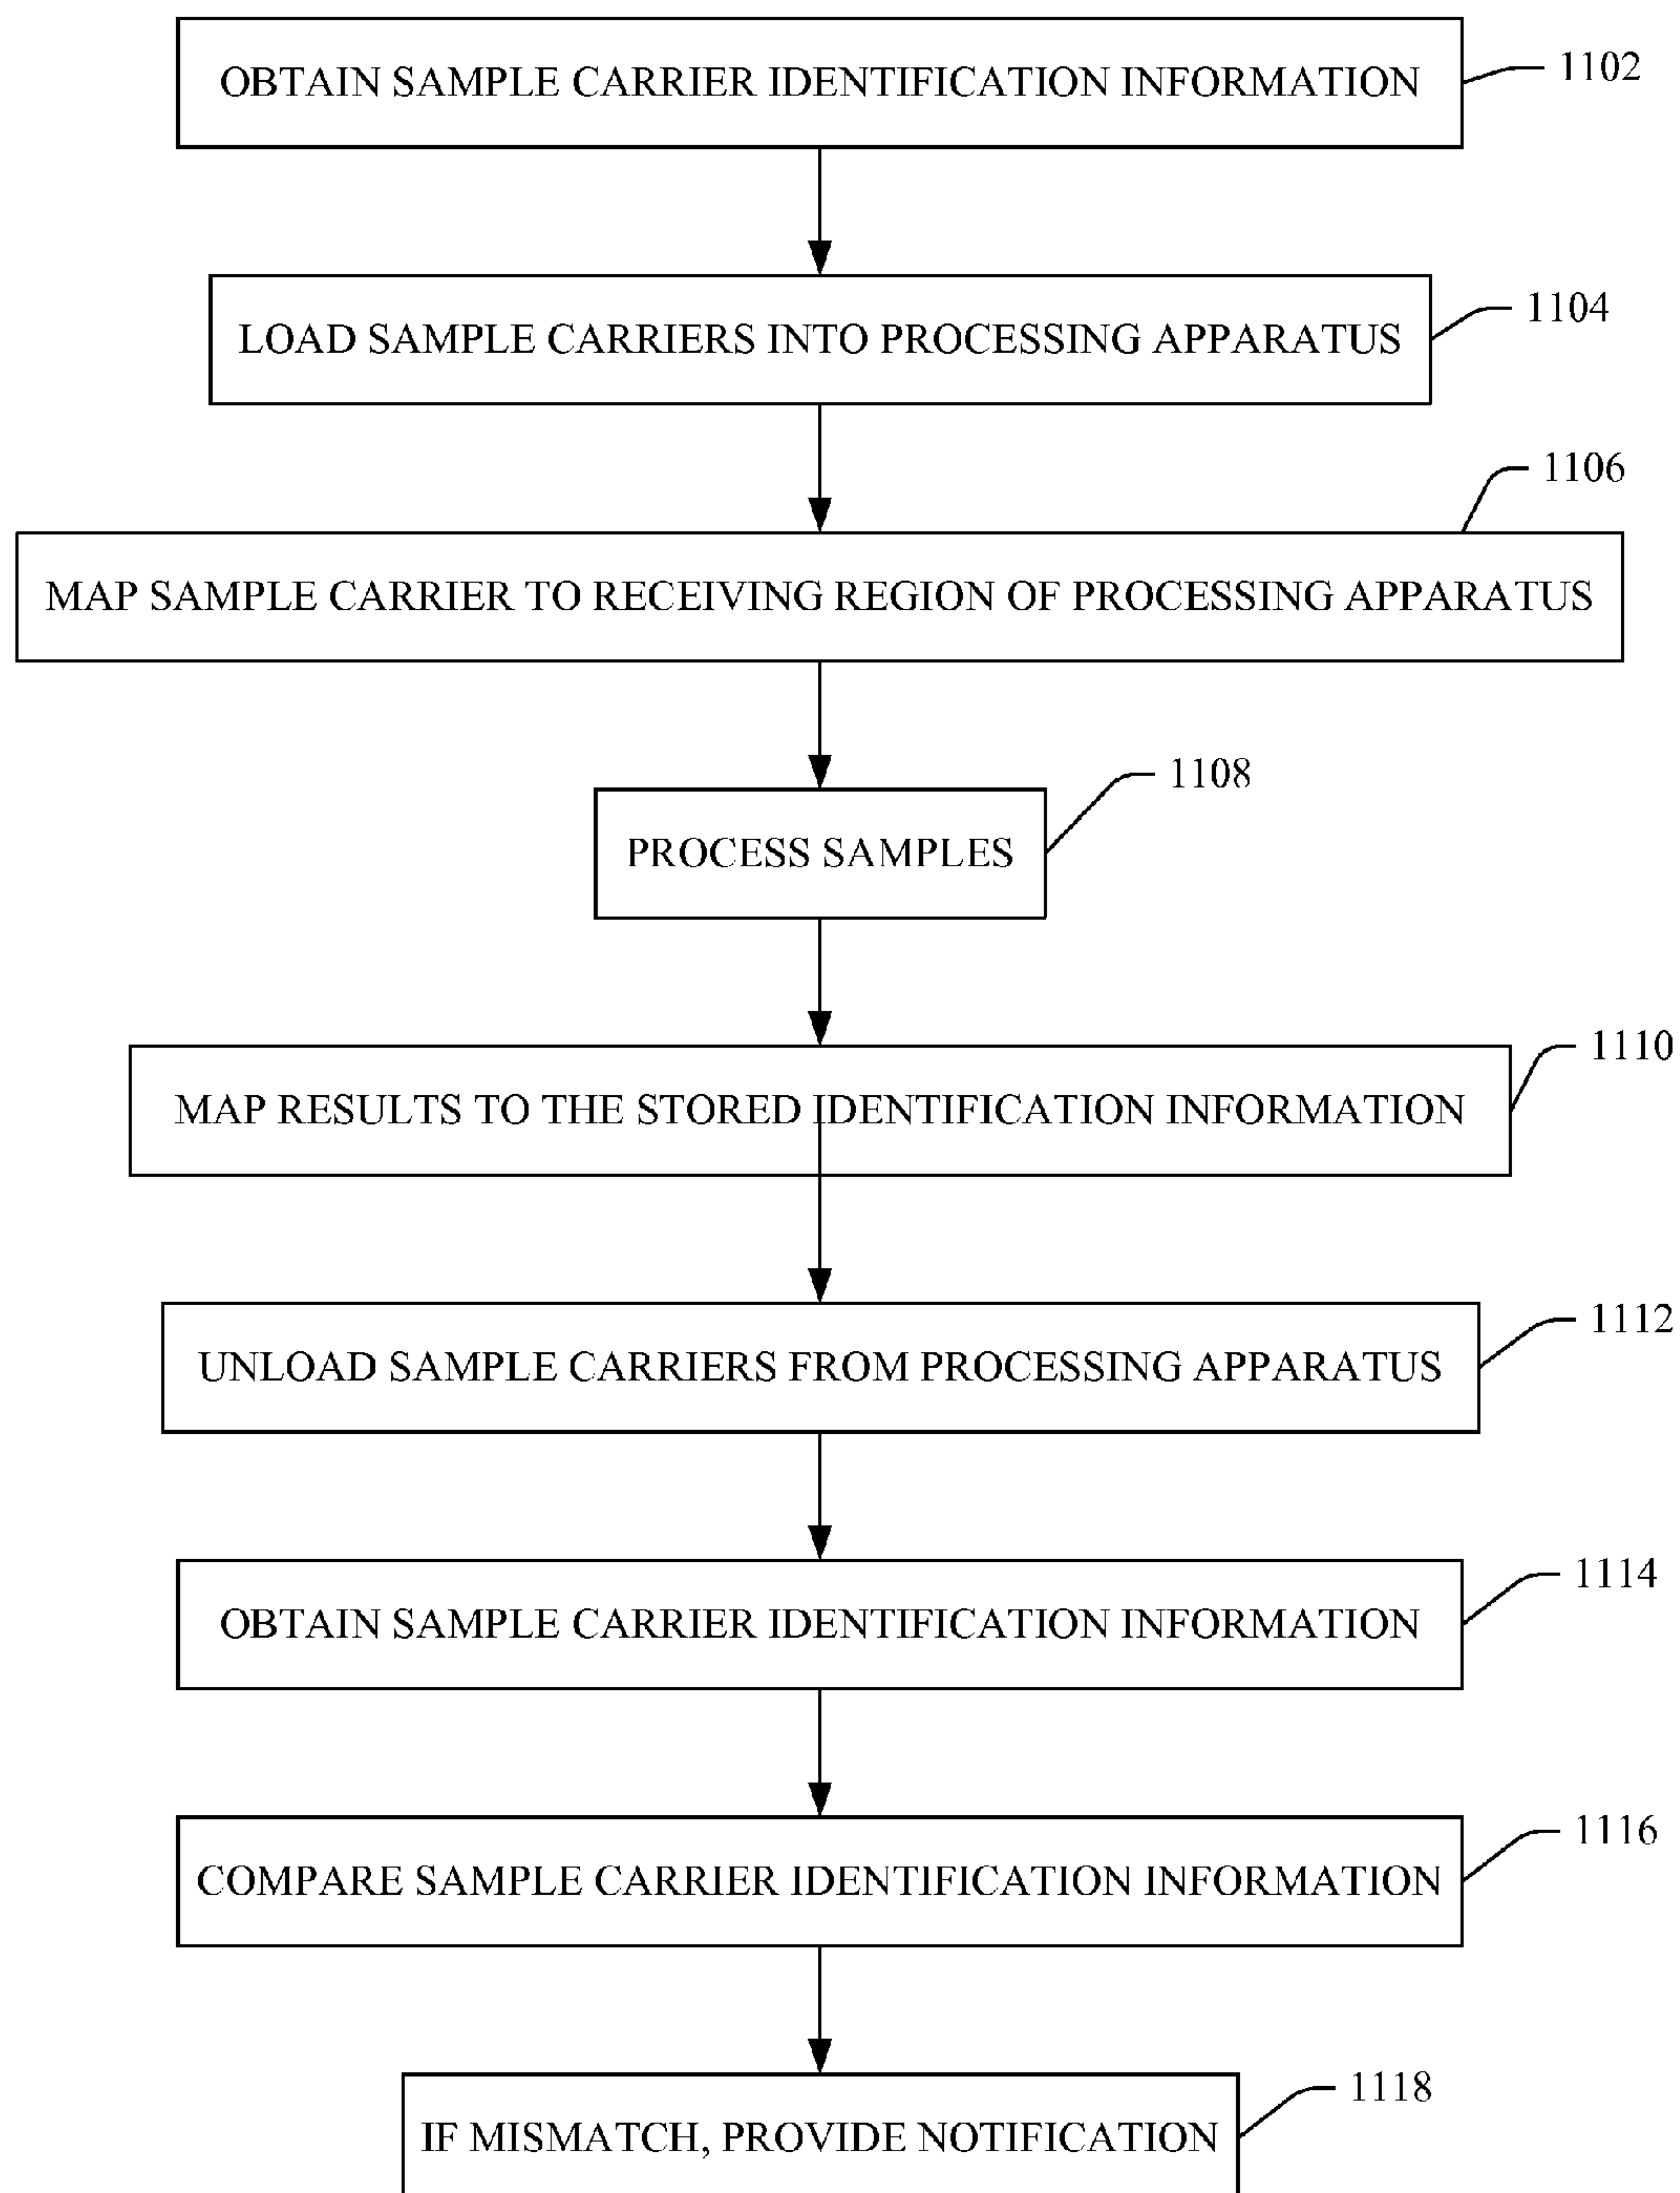 OBTAIN SAMPLE CARRIER IDENTIFICATION INFORMATION
1102
LOAD SAMPLE CARRIERS INTO PROCESSING APPARATUS
1104
MAP SAMPLE CARRIER TO RECEIVING REGION OF PROCESSING APPARATUS
1106
PROCESS SAMPLES
1108
MAP RESULTS TO THE STORED IDENTIFICATION INFORMATION
1110
UNLOAD SAMPLE CARRIERS FROM PROCESSING APPARATUS
1112
OBTAIN SAMPLE CARRIER IDENTIFICATION INFORMATION
1114
COMPARE SAMPLE CARRIER IDENTIFICATION INFORMATION
1116
IF MISMATCH, PROVIDE NOTIFICATION
1118